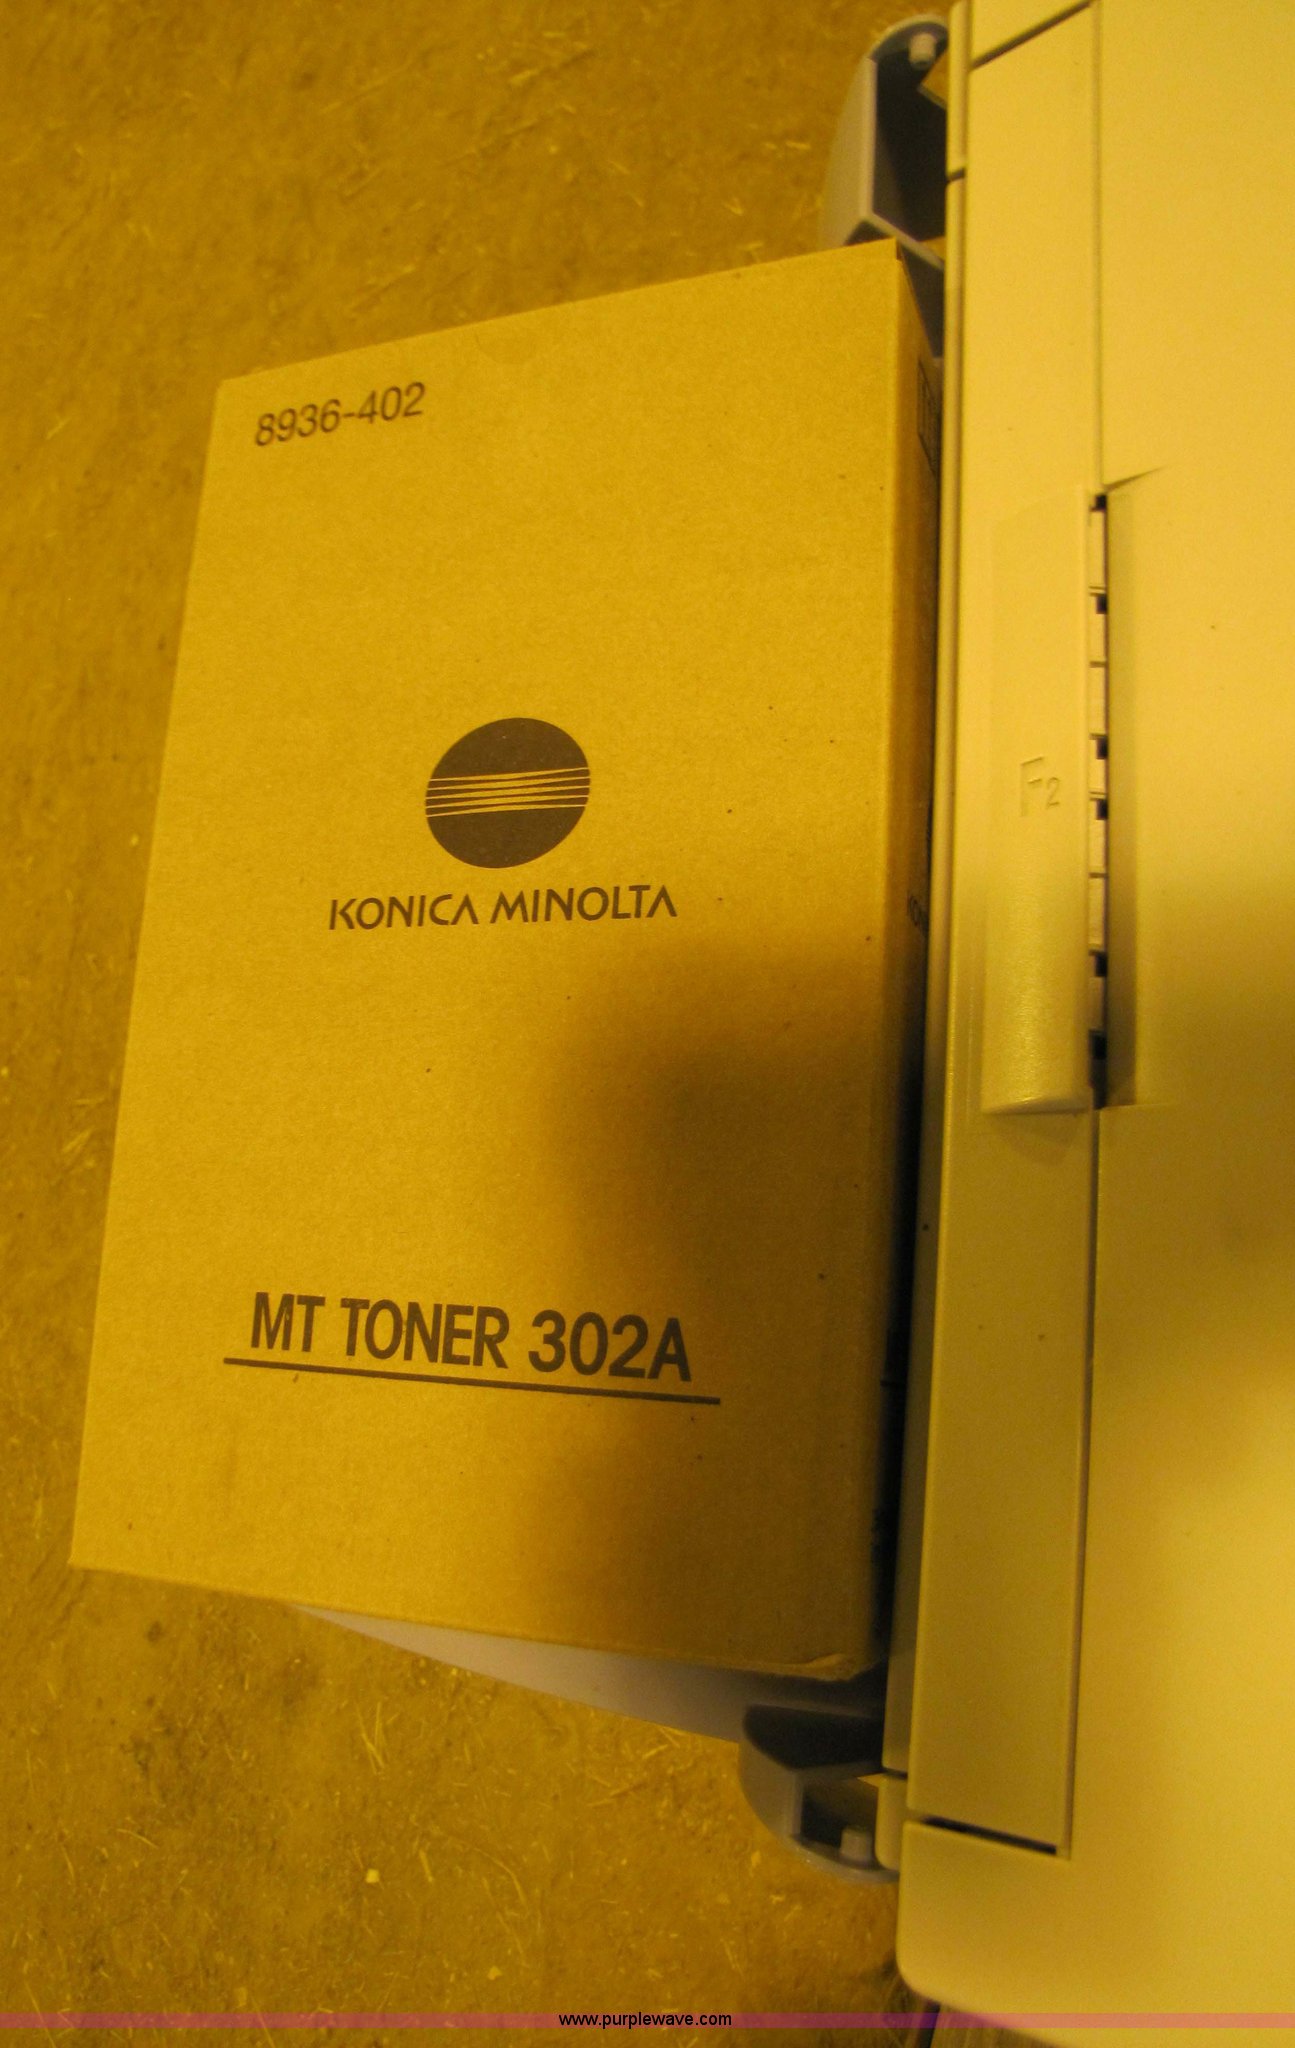 8936-402
KONICA MINOLTA
MT TONER 302A
F2
www.purplewave.com